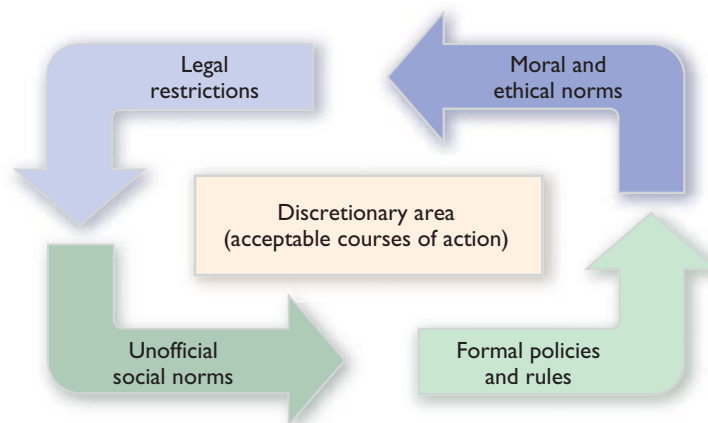 Legal
restrictions
Moral and
ethical norms
Discretionary area
(acceptable courses of action)
Unofficial
social norms
Formal policies
and rules